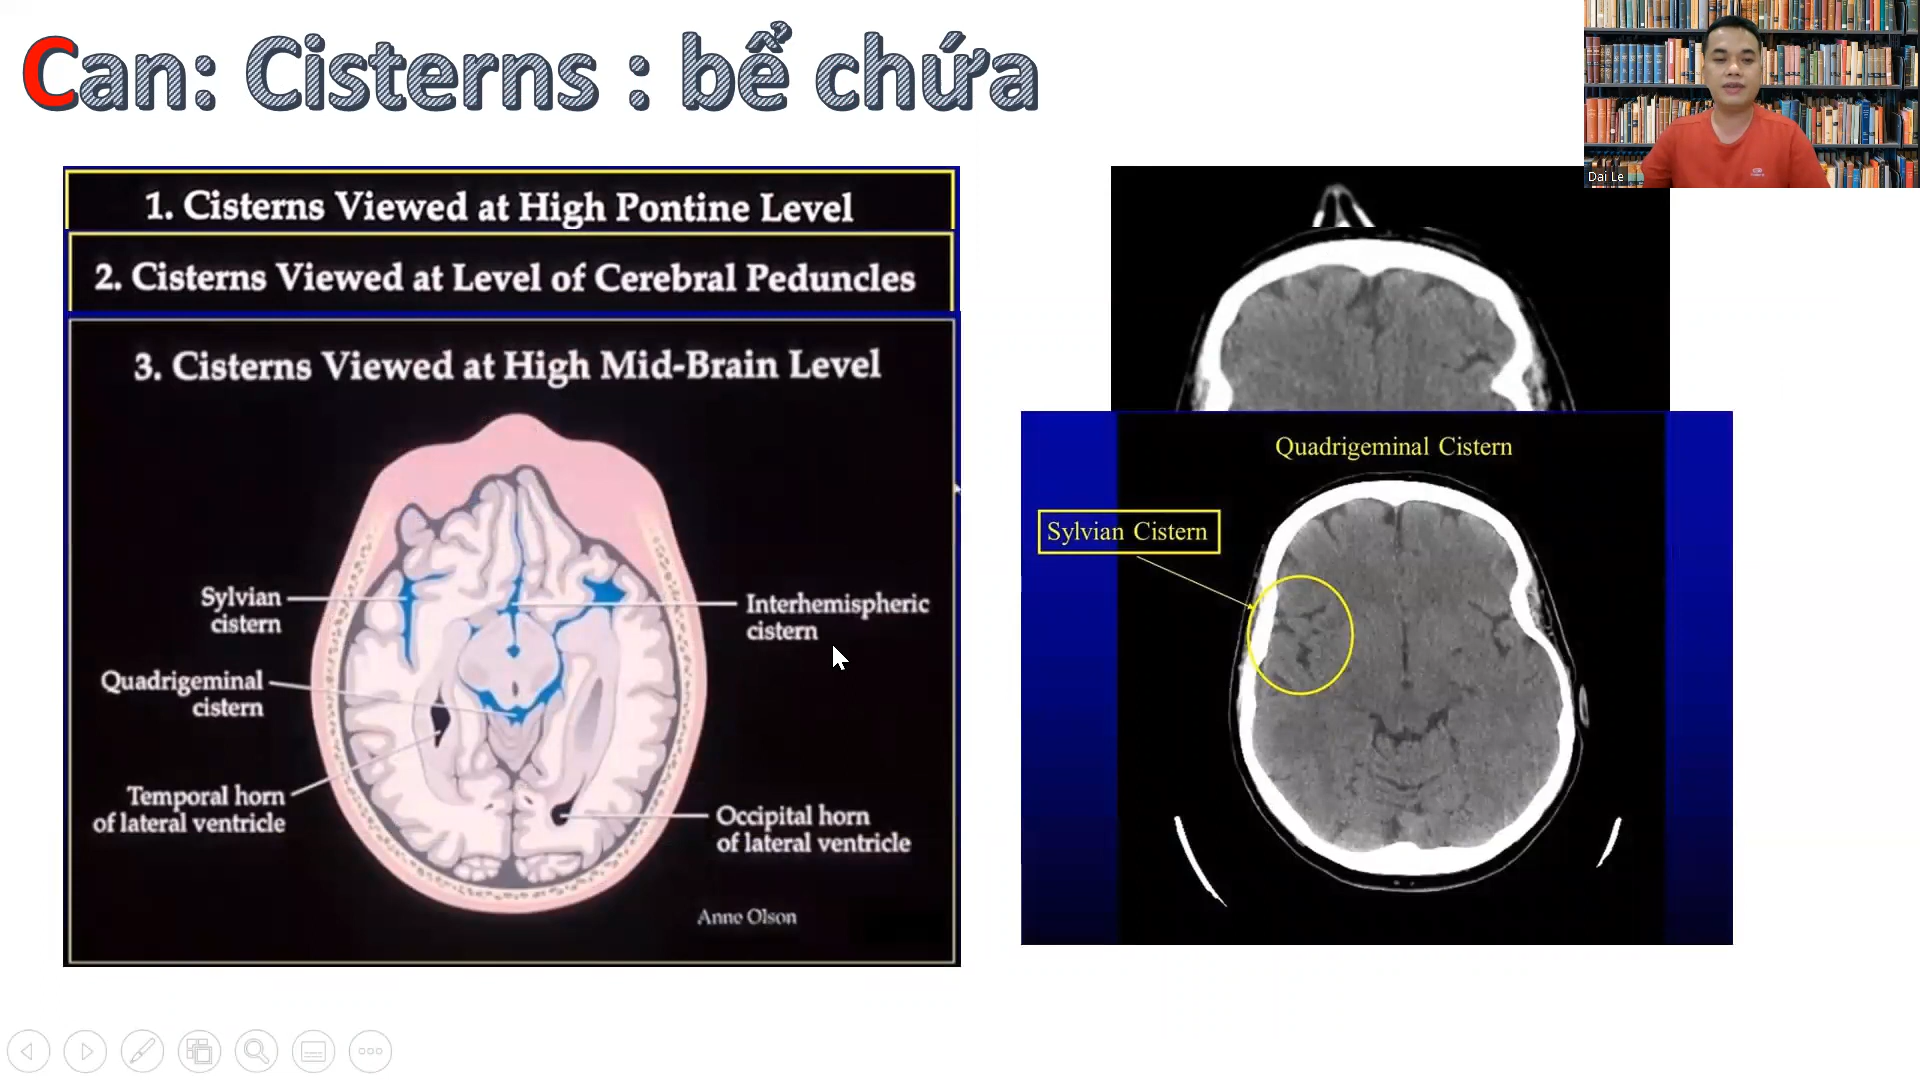 Can: Cisterns : bể chứa
Dai Le
1. Cisterns Viewed at High Pontine Level
2. Cisterns Viewed at Level of Cerebral Peduncles
3. Cisterns Viewed at High Mid-Brain Level
Sylvian
cistern
Quadrigeminal
cistern
Temporal horn
of lateral ventricle
Interhemispheric
cistern
Occipital horn
of lateral ventricle
Anne Olson
Quadrigeminal Cistern
Sylvian Cistern